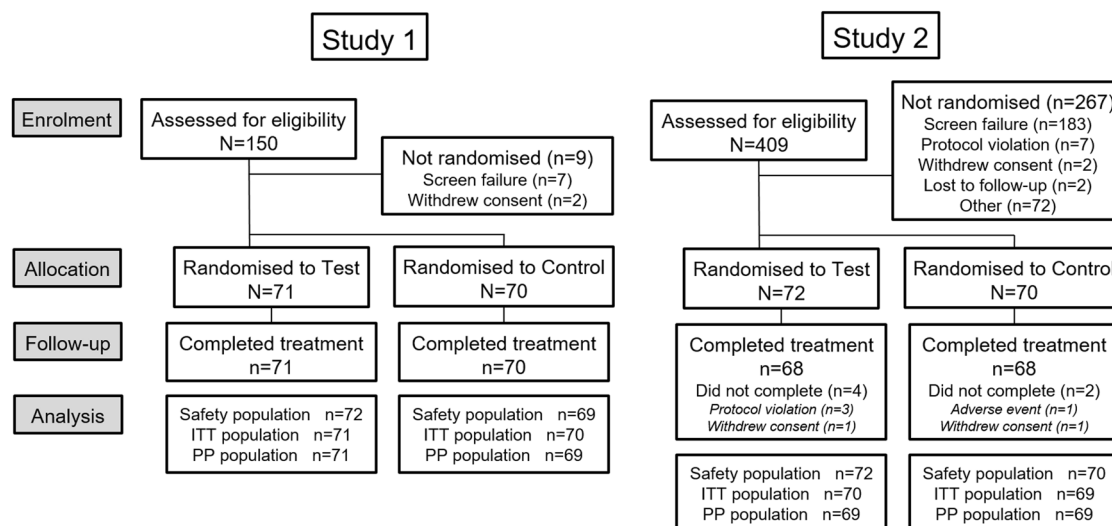 Study 1
Enrolment
Assessed for eligibility
N=150
Not randomised (n=9)
Screen failure (n=7)
Withdrew consent (n=2)
Allocation
Randomised to Test
N=71
Randomised to Control
N=70
Follow-up
Completed treatment
n=71
Completed treatment
n=70
Analysis
Safety population n=72
ITT population n=71
PP population n=71
Safety population n=69
ITT population n=70
PP population n=69
Study 2
Assessed for eligibility
N=409
Not randomised (n=267)
Screen failure (n=183)
Protocol violation (n=7)
Withdrew consent (n=2)
Lost to follow-up (n=2)
Other (n=72)
Randomised to Test
N=72
Randomised to Control
N=70
Completed treatment
n=68
Did not complete (n=4)
Protocol violation (n=3)
Withdrew consent (n=1)
Completed treatment
n=68
Did not complete (n=2)
Adverse event (n=1)
Withdrew consent (n=1)
Safety population n=72
ITT population n=70
PP population n=69
Safety population n=70
ITT population n=69
PP population n=69